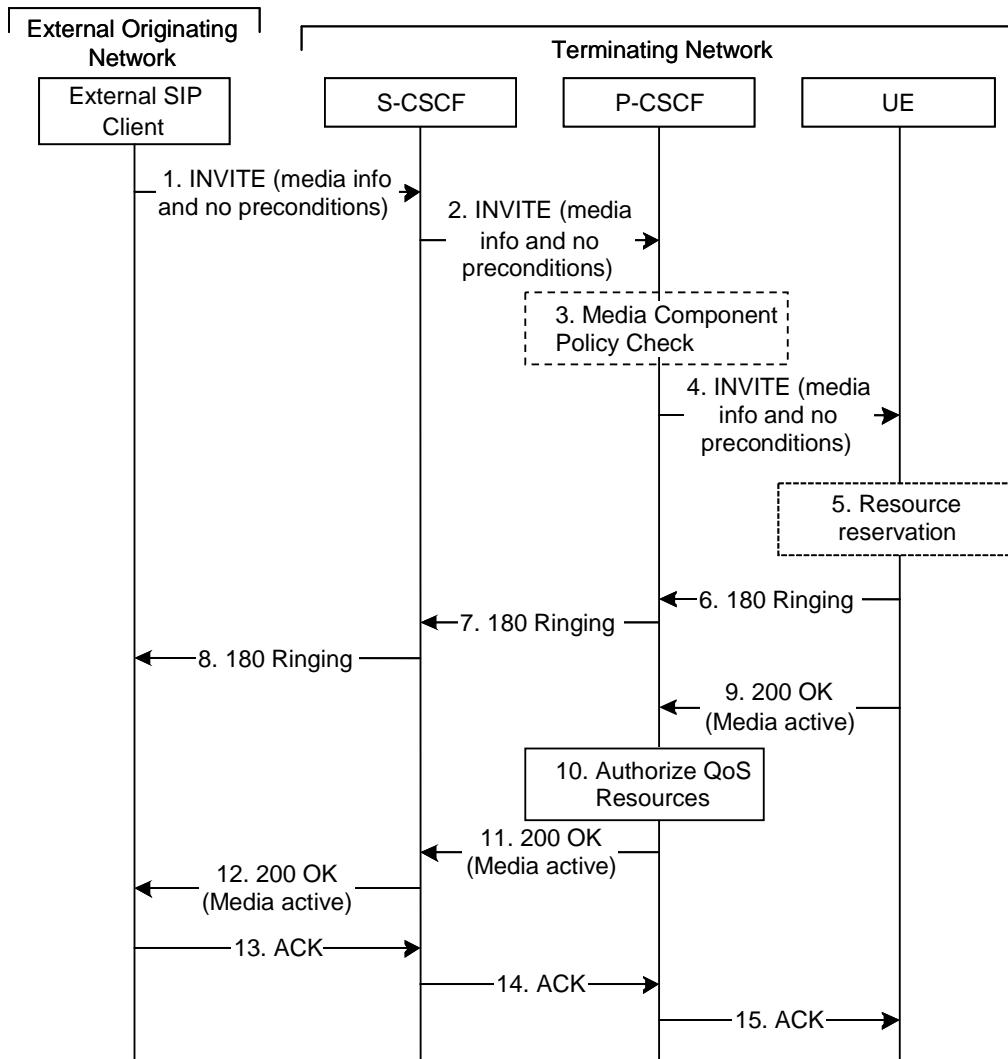 External Originating
Network
Terminating Network
External SIP
Client
S-CSCF
P-CSCF
UE
1. INVITE (media info
and no preconditions)
2. INVITE (media
info and no
preconditions)
3. Media Component
Policy Check
4. INVITE (media
info and no
preconditions)
5. Resource
reservation
6. 180 Ringing
7. 180 Ringing
8. 180 Ringing
9. 200 OK
(Media active)
10. Authorize QoS
Resources
11. 200 OK
(Media active)
12. 200 OK
(Media active)
13. ACK
14. ACK
15. ACK